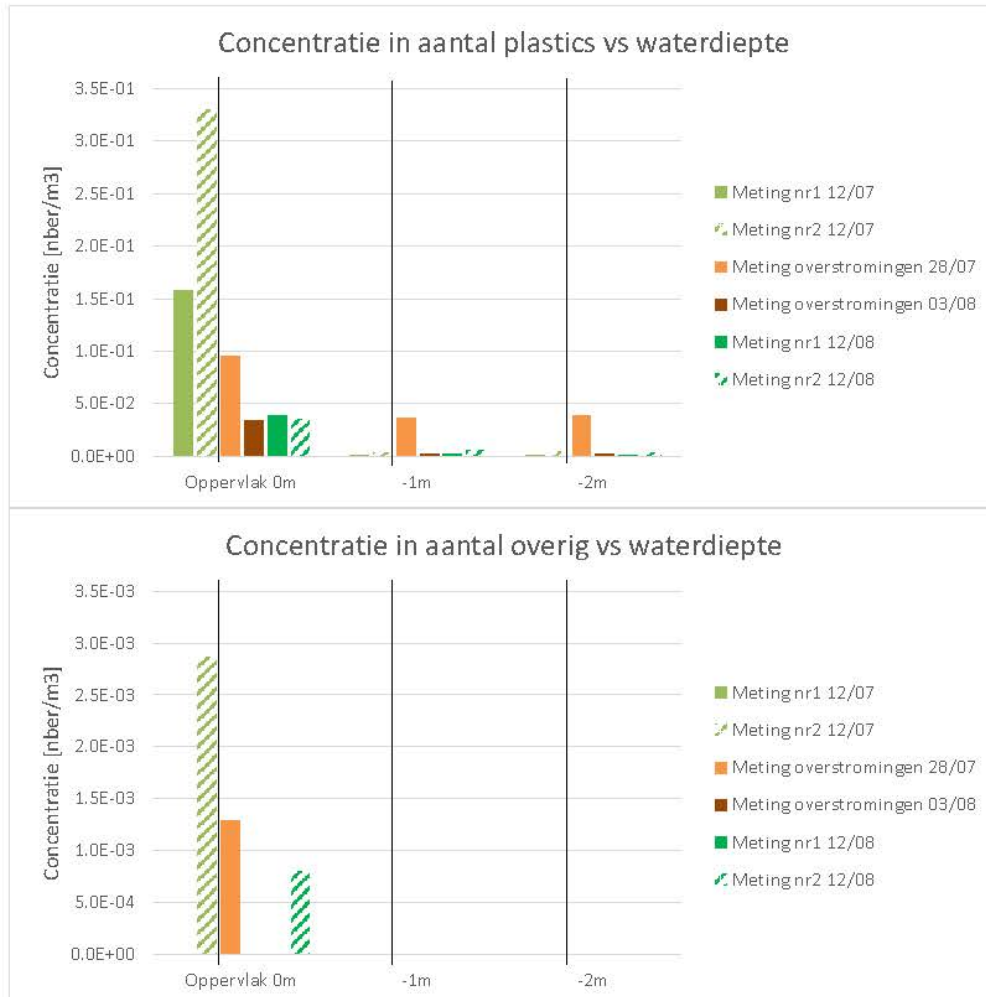 Concentratie in aantal plastics vs waterdiepte
Concentratie [nber/m3]
3.5E-01
3.0E-01
2.5E-01
2.0E-01
1.5E-01
1.0E-01
5.0E-02
0.0E+00
Oppervlak 0m
-1m
-2m
Meting nr1 12/07
Meting nr2 12/07
Meting overstromingen 28/07
Meting overstromingen 03/08
Meting nr1 12/08
Meting nr2 12/08
Concentratie in aantal overig vs waterdiepte
Concentratie [nber/m3]
3.5E-03
3.0E-03
2.5E-03
2.0E-03
1.5E-03
1.0E-03
5.0E-04
0.0E+00
Oppervlak 0m
-1m
-2m
Meting nr1 12/07
Meting nr2 12/07
Meting overstromingen 28/07
Meting overstromingen 03/08
Meting nr1 12/08
Meting nr2 12/08